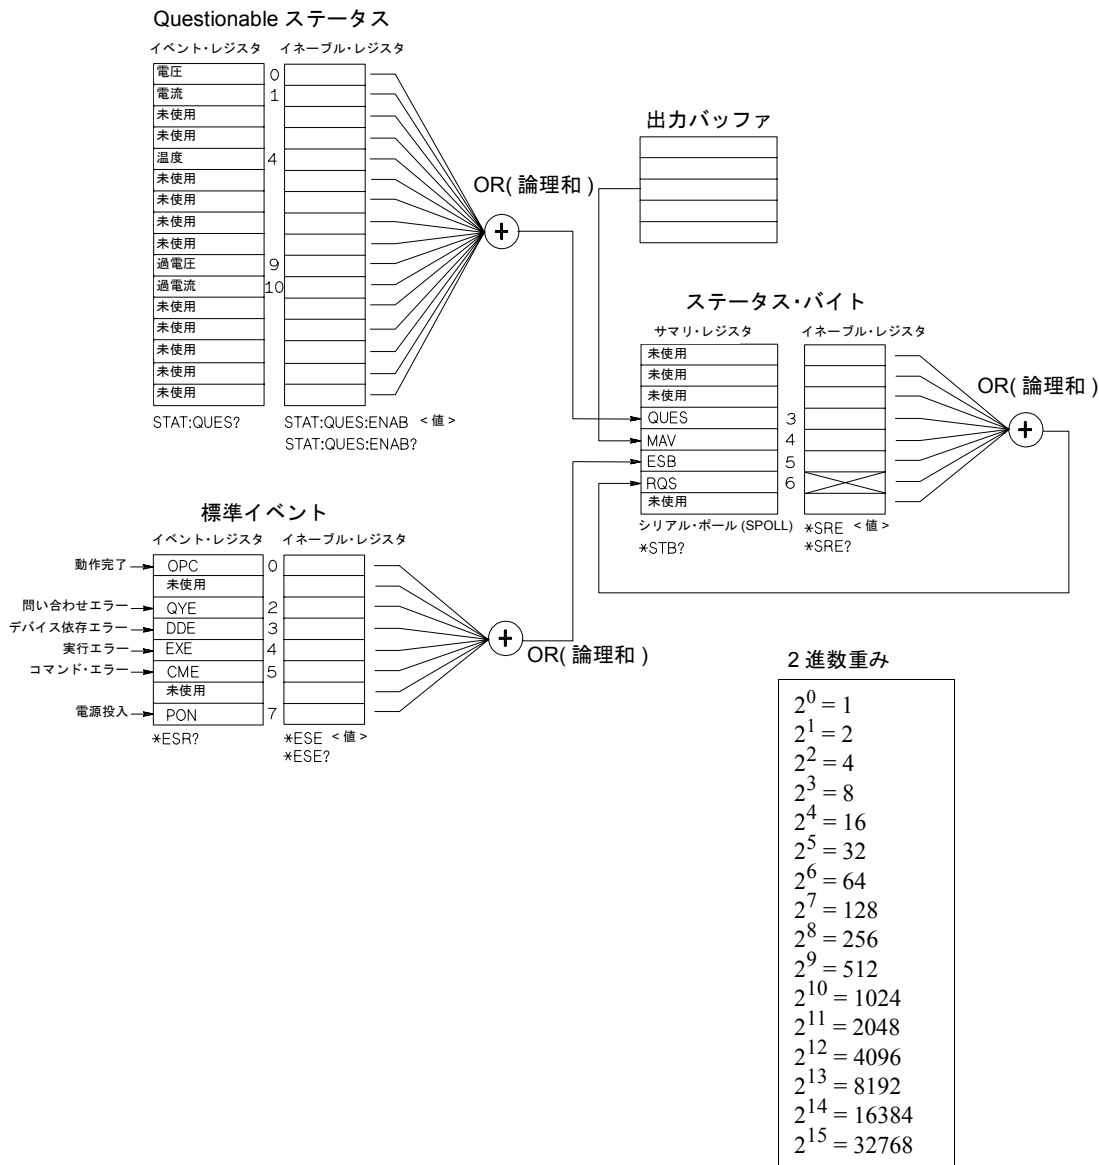 Questionable ステータス
イベント・レジスタ イネーブル・レジスタ
電圧 0
電流 1
未使用
未使用
温度 4
未使用
未使用
未使用
未使用
過電圧 9
過電流 10
未使用
未使用
未使用
未使用
未使用
STAT:QUES? STAT:QUES:ENAB <値>
STAT:QUES:ENAB?
OR( 論理和 )
+
出力バッファ
ステータス・バイト
サマリ・レジスタ イネーブル・レジスタ
未使用
未使用
未使用
QUES 3
MAV 4
ESB 5
RQS 6
未使用
シリアル・ポール (SPOLL) *SRE <値>
*STB? *SRE?
OR( 論理和 )
+
標準イベント
イベント・レジスタ イネーブル・レジスタ
動作完了 OPC 0
未使用
問い合わせエラー QYE 2
デバイス依存エラー DDE 3
実行エラー EXE 4
コマンド・エラー CME 5
未使用
電源投入 PON 7
*ESR? *ESE <値>
*ESE?
+
OR( 論理和 )
2 進数重み
2^0 = 1
2^1 = 2
2^2 = 4
2^3 = 8
2^4 = 16
2^5 = 32
2^6 = 64
2^7 = 128
2^8 = 256
2^9 = 512
2^10 = 1024
2^11 = 2048
2^12 = 4096
2^13 = 8192
2^14 = 16384
2^15 = 32768